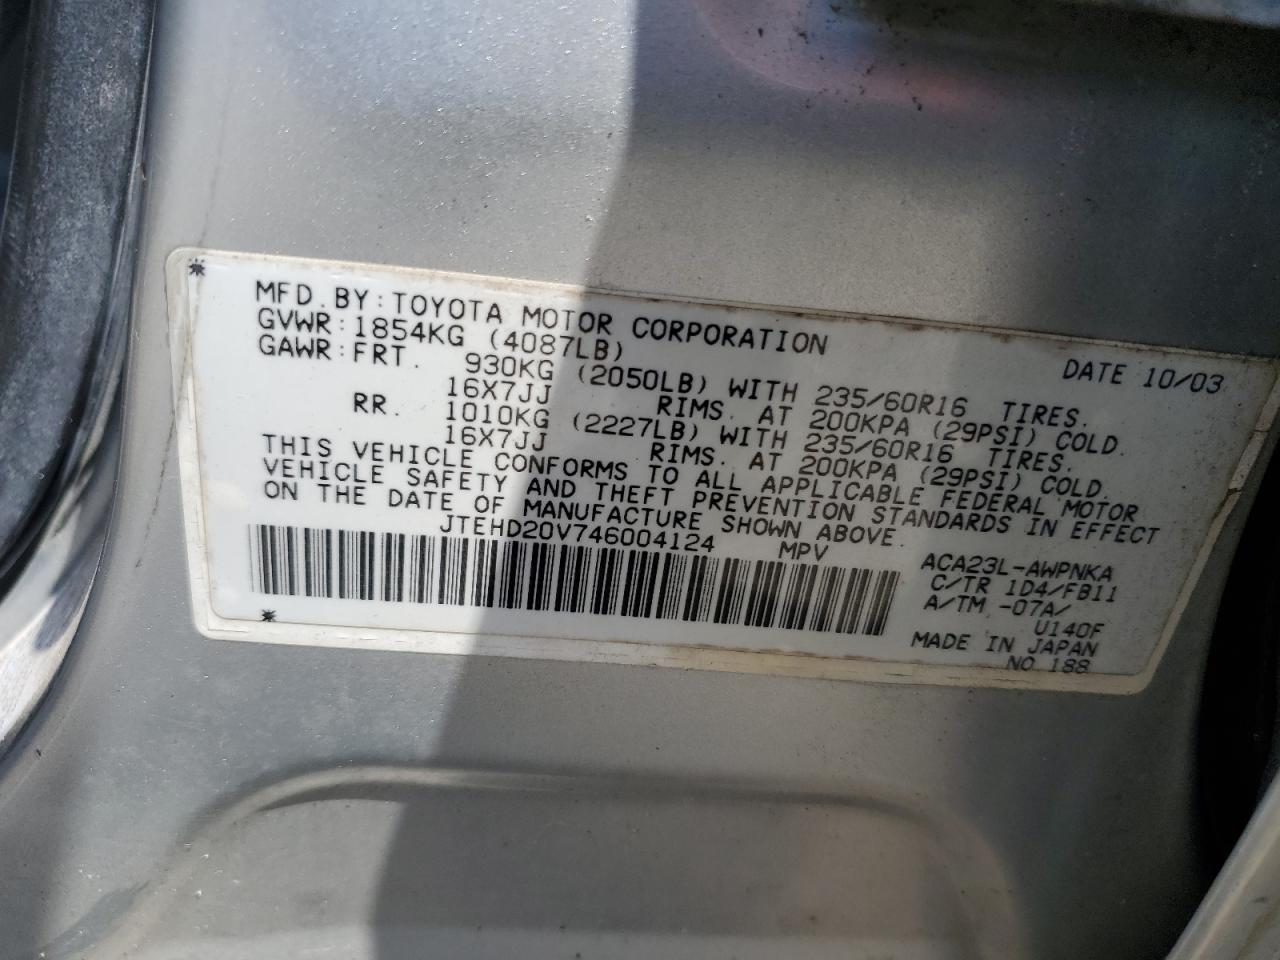 MFD. BY: TOYOTA MOTOR CORPORATION DATE 10/03
GVWR: 1854KG (4087LB)
GAWR: FRT. 930KG (2050LB) WITH 235/60R16 TIRES.
16X7JJ RIMS. AT 200KPA (29PSI) COLD.
RR. 1010KG (2227LB) WITH 235/60R16 TIRES.
16X7JJ RIMS. AT 200KPA (29PSI) COLD.
THIS VEHICLE CONFORMS TO ALL APPLICABLE FEDERAL MOTOR
VEHICLE SAFETY AND THEFT PREVENTION STANDARDS IN EFFECT
ON THE DATE OF MANUFACTURE SHOWN ABOVE.
JTEHD20V746004124 MPV
ACA23L-AWPNKA
C/TR 1D4/FB11
A/TM -07A/
U140F
MADE IN JAPAN
NO 188